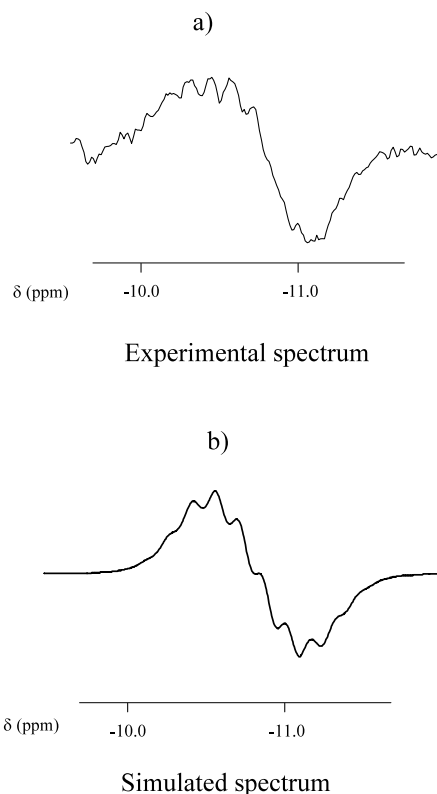 a)
δ (ppm) -10.0 -11.0
Experimental spectrum
b)
δ (ppm) -10.0 -11.0
Simulated spectrum